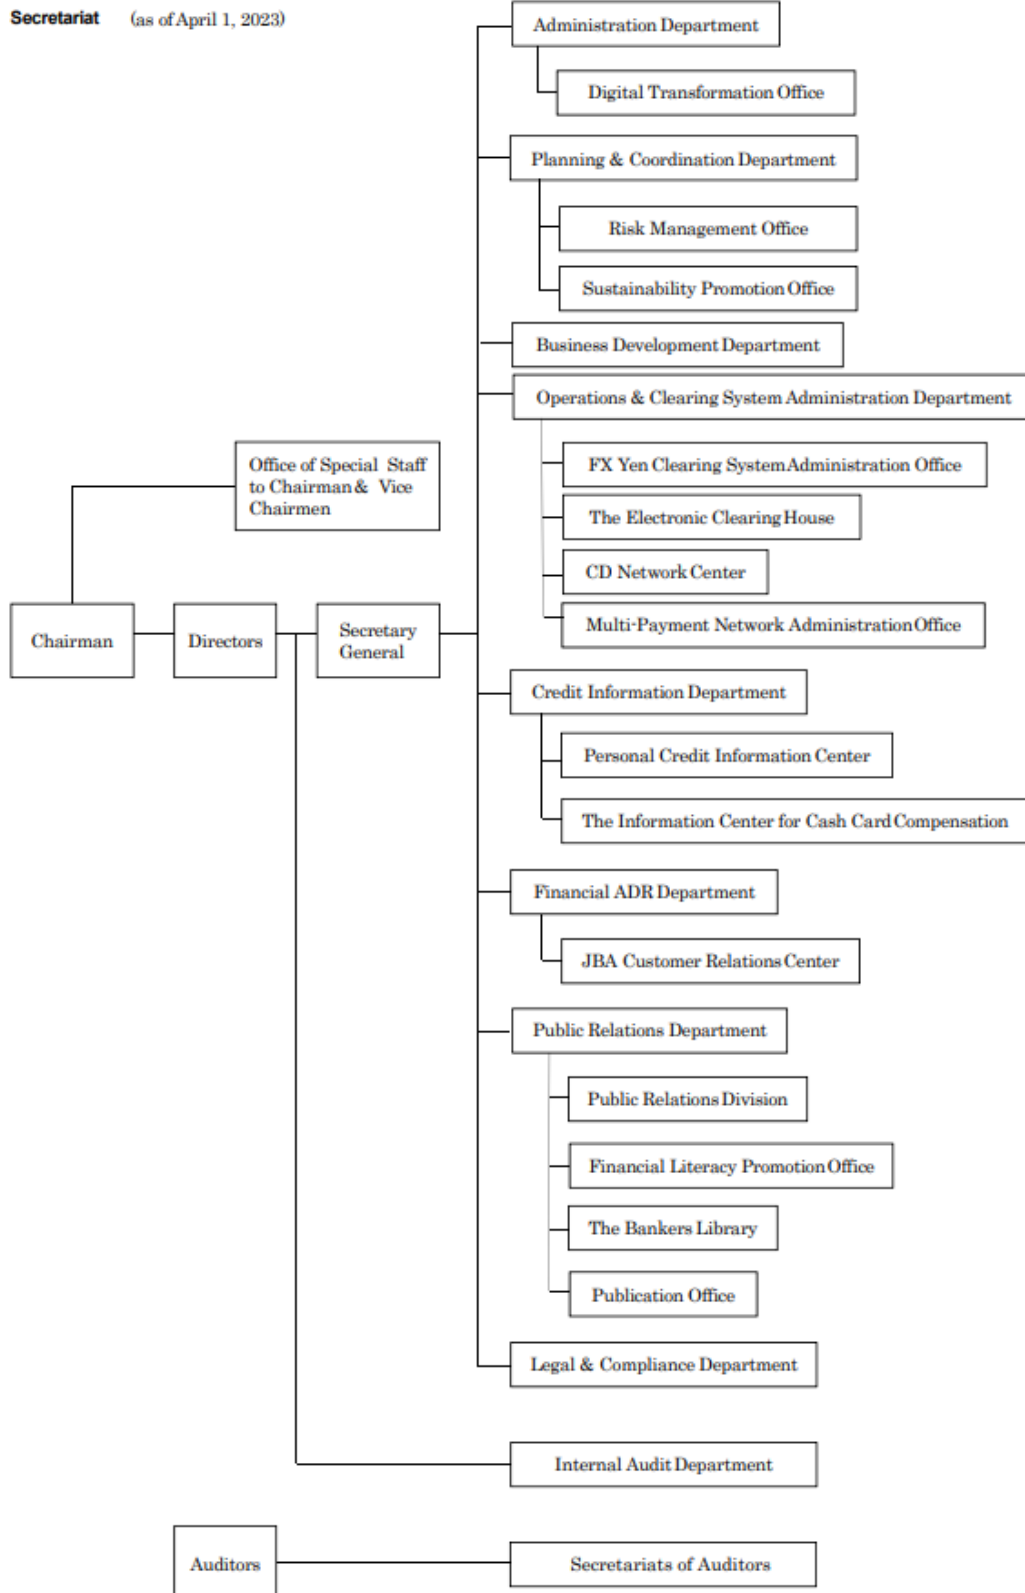 Secretariat (as of April 1, 2023)
Administration Department
Digital Transformation Office
Planning & Coordination Department
Risk Management Office
Sustainability Promotion Office
Business Development Department
Operations & Clearing System Administration Department
Office of Special Staff
to Chairman & Vice
Chairmen
FX Yen Clearing System Administration Office
The Electronic Clearing House
CD Network Center
Multi-Payment Network Administration Office
Chairman
Directors
Secretary
General
Credit Information Department
Personal Credit Information Center
The Information Center for Cash Card Compensation
Financial ADR Department
JBA Customer Relations Center
Public Relations Department
Public Relations Division
Financial Literacy Promotion Office
The Bankers Library
Publication Office
Legal & Compliance Department
Internal Audit Department
Auditors
Secretariats of Auditors